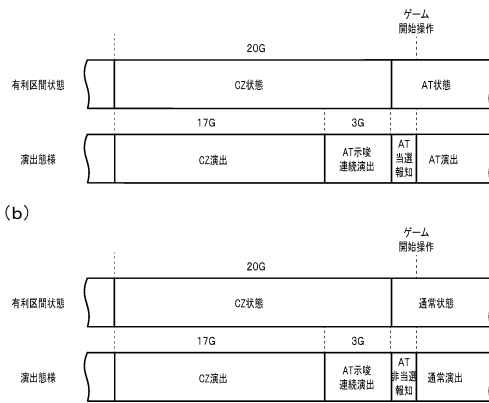 ゲーム
開始操作
20G
有利区間状態
CZ状態
AT状態
17G
3G
演出態様
CZ演出
AT示唆
連続演出
AT
当選
報知
AT演出
(b)
ゲーム
開始操作
20G
有利区間状態
CZ状態
通常状態
17G
3G
演出態様
CZ演出
AT示唆
連続演出
AT
非当選
報知
通常演出